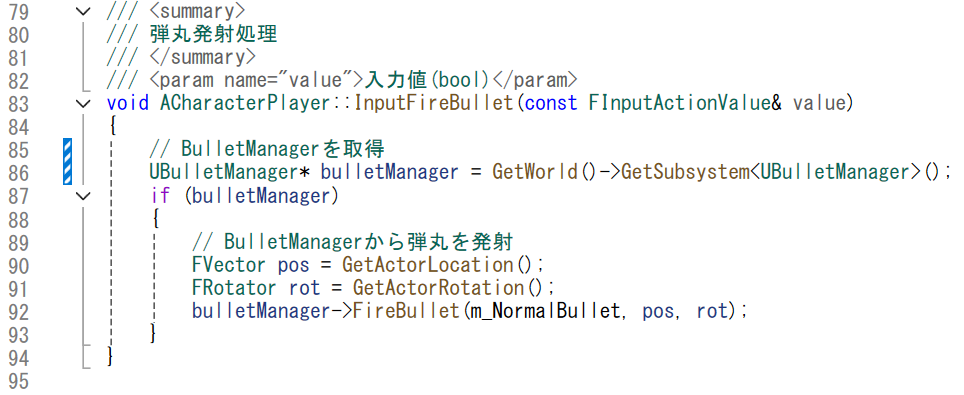 79 /// <summary>
80 /// 弾丸発射処理
81 /// </summary>
82 /// <param name="value">入力値(bool)</param>
83 void ACharacterPlayer::InputFireBullet(const FInputActionValue& value)
84 {
85 // BulletManagerを取得
86 UBulletManager* bulletManager = GetWorld()->GetSubsystem<UBulletManager>();
87 if (bulletManager)
88 {
89 // BulletManagerから弾丸を発射
90 FVector pos = GetActorLocation();
91 FRotator rot = GetActorRotation();
92 bulletManager->FireBullet(m_NormalBullet, pos, rot);
93 }
94 }
95